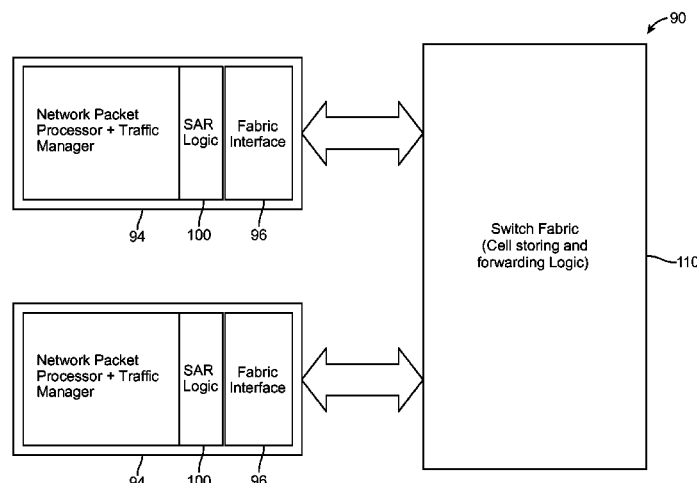 90
Network Packet
Processor + Traffic
Manager
SAR
Logic
Fabric
Interface
94
100
96
Switch Fabric
(Cell storing and
forwarding Logic)
110
Network Packet
Processor + Traffic
Manager
SAR
Logic
Fabric
Interface
94
100
96